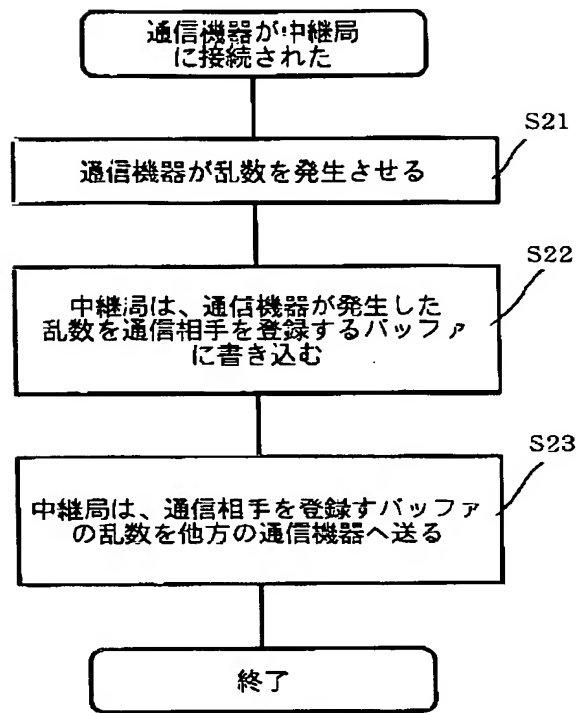 通信機器が中継局
に接続された
S21
通信機器が乱数を発生させる
S22
中継局は、通信機器が発生した
乱数を通信相手を登録するバッファ
に書き込む
S23
中継局は、通信相手を登録すバッファ
の乱数を他方の通信機器へ送る
終了